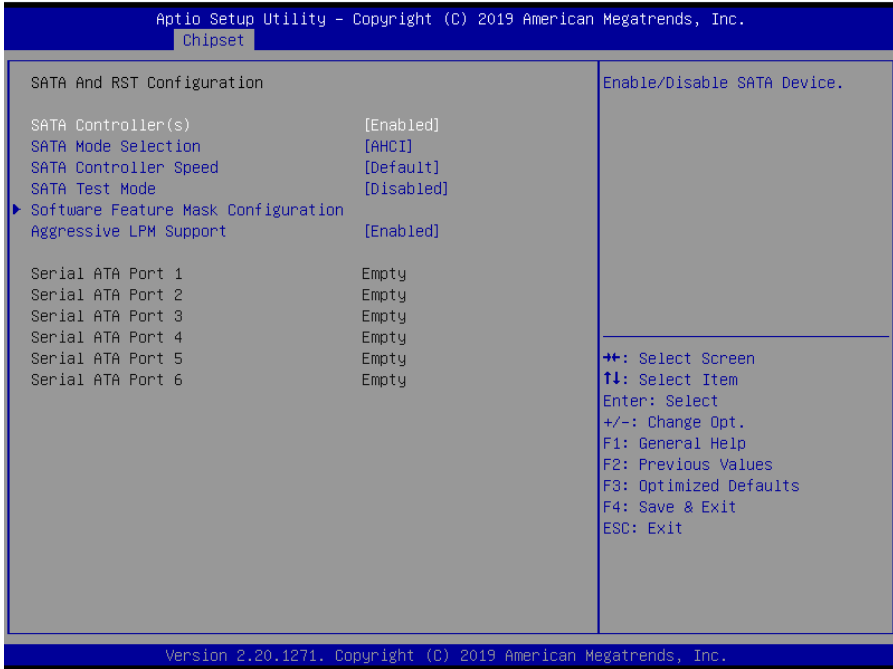 Aptio Setup Utility – Copyright (C) 2019 American Megatrends, Inc.
Chipset
SATA And RST Configuration
SATA Controller(s) [Enabled]
SATA Mode Selection [AHCI]
SATA Controller Speed [Default]
SATA Test Mode [Disabled]
Software Feature Mask Configuration
Aggressive LPM Support [Enabled]
Serial ATA Port 1 Empty
Serial ATA Port 2 Empty
Serial ATA Port 3 Empty
Serial ATA Port 4 Empty
Serial ATA Port 5 Empty
Serial ATA Port 6 Empty
Enable/Disable SATA Device.
→←: Select Screen
↑↓: Select Item
Enter: Select
+/-: Change Opt.
F1: General Help
F2: Previous Values
F3: Optimized Defaults
F4: Save & Exit
ESC: Exit
Version 2.20.1271. Copyright (C) 2019 American Megatrends, Inc.